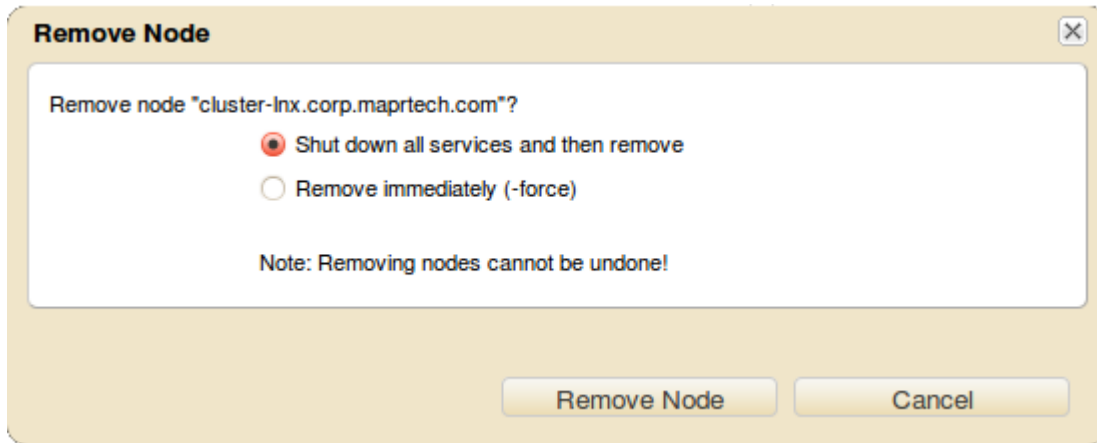 Remove Node
Remove node "cluster-lnx.corp.maprtech.com"?
Shut down all services and then remove
Remove immediately (-force)
Note: Removing nodes cannot be undone!
Remove Node
Cancel